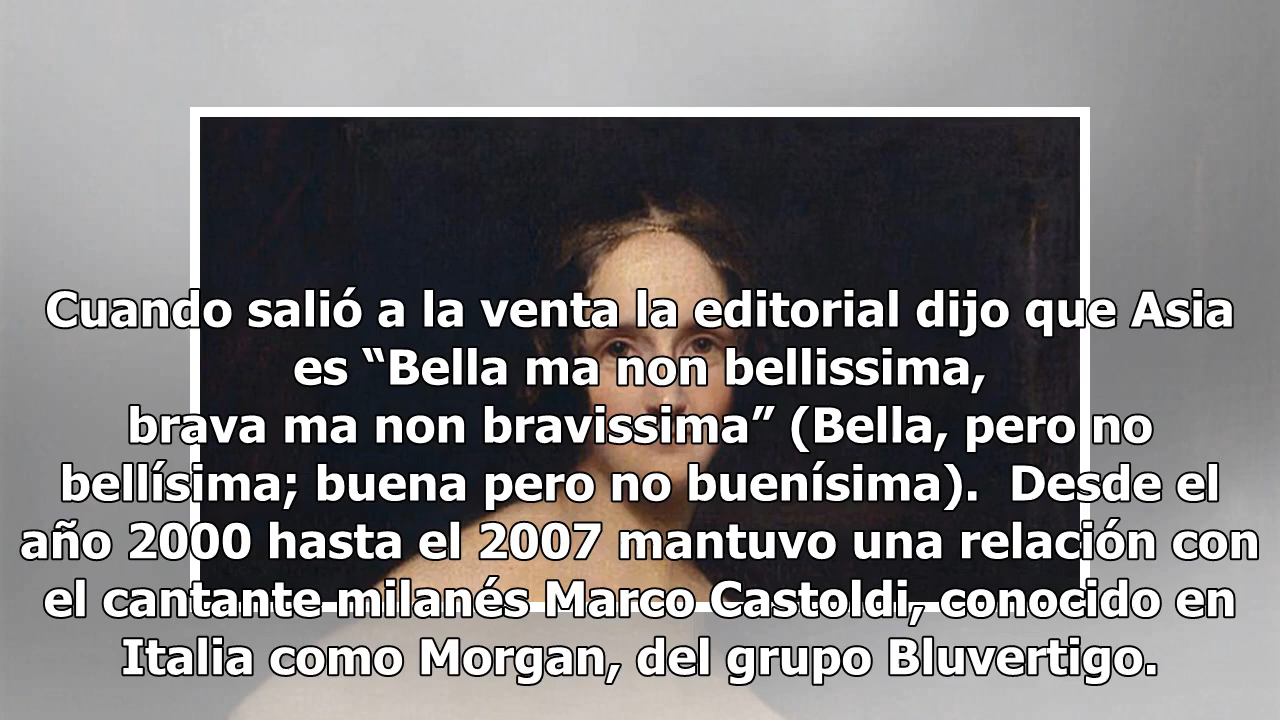 Cuando salió a la venta la editorial dijo que Asia
es “Bella ma non bellissima,
brava ma non bravissima” (Bella, pero no
bellísima; buena pero no buenísima).  Desde el
año 2000 hasta el 2007 mantuvo una relación con
el cantante milanés Marco Castoldi, conocido en
Italia como Morgan, del grupo Bluvertigo.